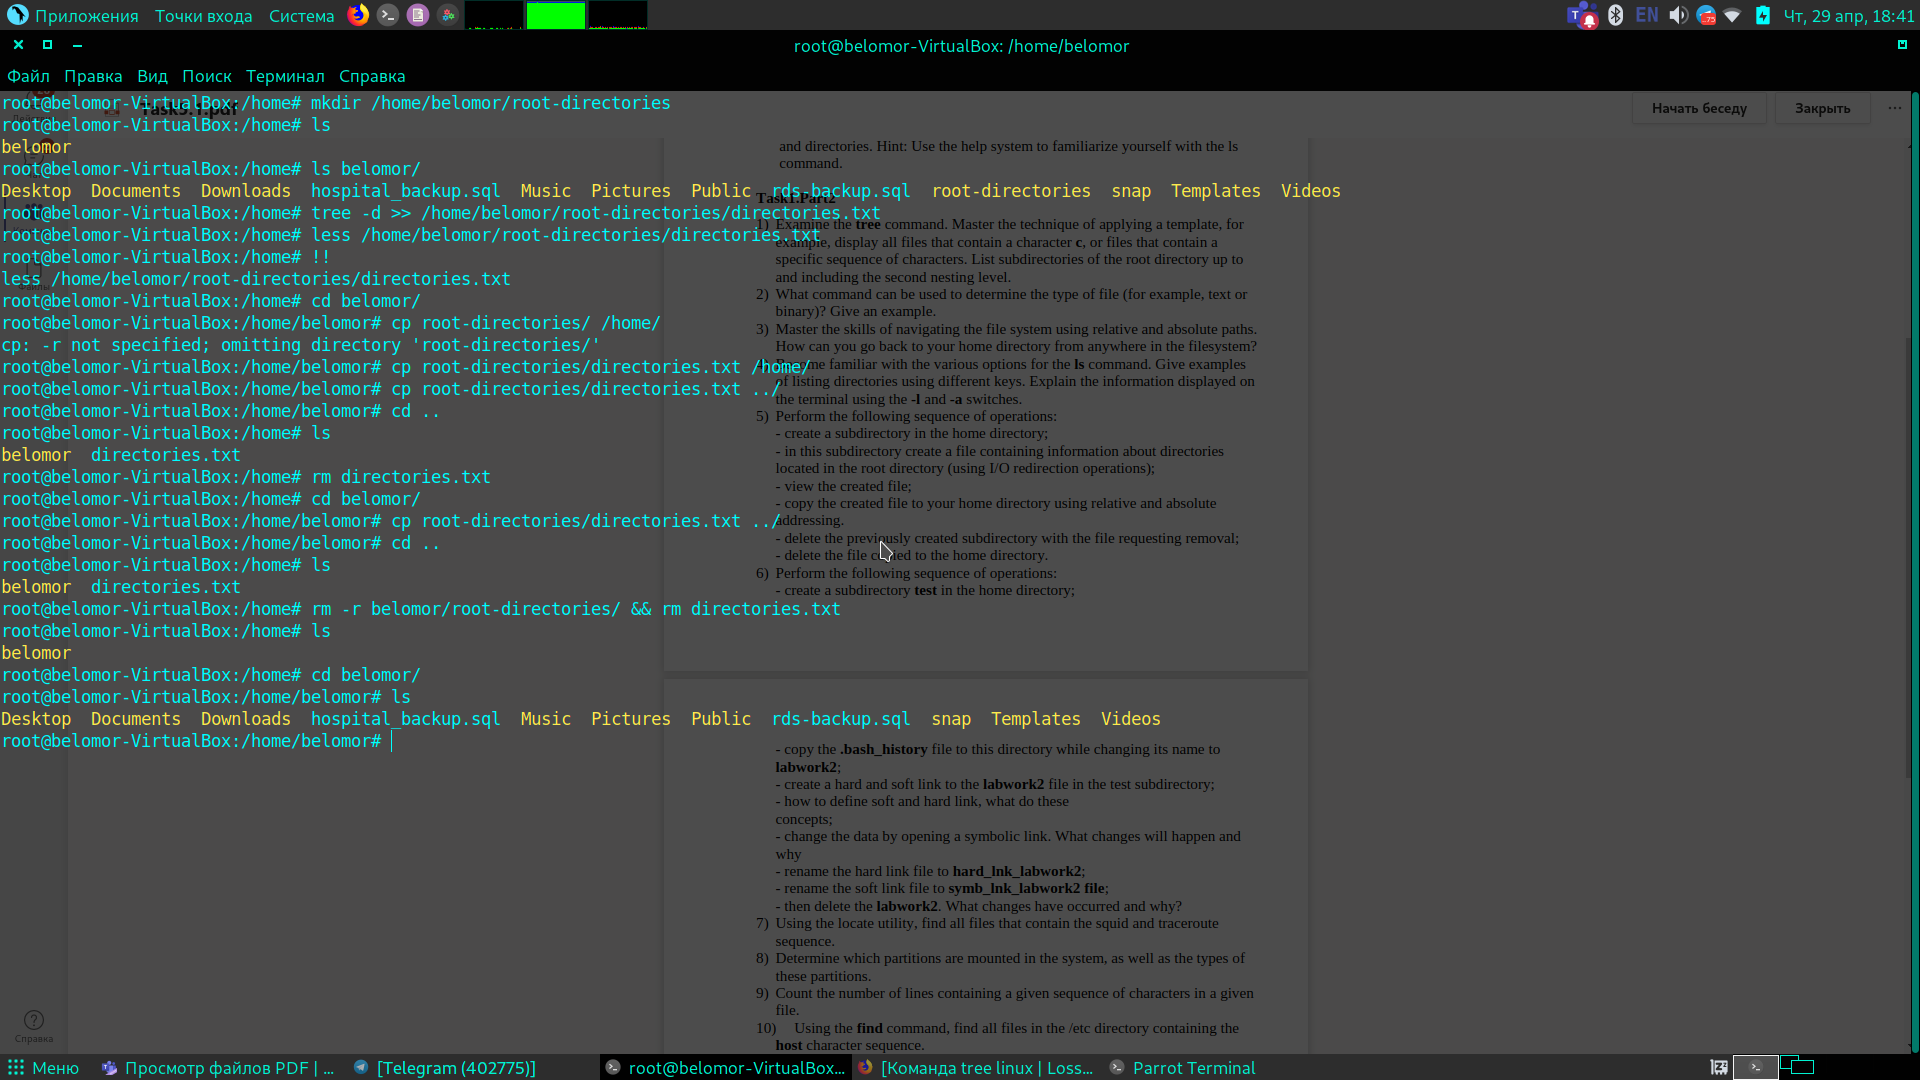 Приложения Точки входа Система EN Чт, 29 апр, 18:41
root@belomor-VirtualBox: /home/belomor
Файл Правка Вид Поиск Терминал Справка
root@belomor-VirtualBox:/home# mkdir /home/belomor/root-directories
root@belomor-VirtualBox:/home# ls
belomor
root@belomor-VirtualBox:/home# ls belomor/
Desktop  Documents  Downloads  hospital_backup.sql  Music  Pictures  Public  rds-backup.sql  root-directories  snap  Templates  Videos
root@belomor-VirtualBox:/home# tree -d >> /home/belomor/root-directories/directories.txt
root@belomor-VirtualBox:/home# less /home/belomor/root-directories/directories.txt
root@belomor-VirtualBox:/home# !!
less /home/belomor/root-directories/directories.txt
root@belomor-VirtualBox:/home# cd belomor/
root@belomor-VirtualBox:/home/belomor# cp root-directories/ /home/
cp: -r not specified; omitting directory 'root-directories/'
root@belomor-VirtualBox:/home/belomor# cp root-directories/directories.txt /home/
root@belomor-VirtualBox:/home/belomor# cp root-directories/directories.txt ../
root@belomor-VirtualBox:/home/belomor# cd ..
root@belomor-VirtualBox:/home# ls
belomor  directories.txt
root@belomor-VirtualBox:/home# rm directories.txt
root@belomor-VirtualBox:/home# cd belomor/
root@belomor-VirtualBox:/home/belomor# cp root-directories/directories.txt ../
root@belomor-VirtualBox:/home/belomor# cd ..
root@belomor-VirtualBox:/home# ls
belomor  directories.txt
root@belomor-VirtualBox:/home# rm -r belomor/root-directories/ && rm directories.txt
root@belomor-VirtualBox:/home# ls
belomor
root@belomor-VirtualBox:/home# cd belomor/
root@belomor-VirtualBox:/home/belomor# ls
Desktop  Documents  Downloads  hospital_backup.sql  Music  Pictures  Public  rds-backup.sql  snap  Templates  Videos
root@belomor-VirtualBox:/home/belomor#
Начать беседу Закрыть ...
and directories. Hint: Use the help system to familiarize yourself with the ls
command.
Task1.Part2
1) Examine the tree command. Master the technique of applying a template, for
example, display all files that contain a character c, or files that contain a
specific sequence of characters. List subdirectories of the root directory up to
and including the second nesting level.
2) What command can be used to determine the type of file (for example, text or
binary)? Give an example.
3) Master the skills of navigating the file system using relative and absolute paths.
How can you go back to your home directory from anywhere in the filesystem?
familiar with the various options for the ls command. Give examples
of listing directories using different keys. Explain the information displayed on
the terminal using the -l and -a switches.
5) Perform the following sequence of operations:
- create a subdirectory in the home directory;
- in this subdirectory create a file containing information about directories
located in the root directory (using I/O redirection operations);
- view the created file;
- copy the created file to your home directory using relative and absolute
addressing.
- delete the previously created subdirectory with the file requesting removal;
- delete the file copied to the home directory.
6) Perform the following sequence of operations:
- create a subdirectory test in the home directory;
- copy the .bash_history file to this directory while changing its name to
labwork2;
- create a hard and soft link to the labwork2 file in the test subdirectory;
- how to define soft and hard link, what do these
concepts;
- change the data by opening a symbolic link. What changes will happen and
why
- rename the hard link file to hard_lnk_labwork2;
- rename the soft link file to symb_lnk_labwork2 file;
- then delete the labwork2. What changes have occurred and why?
7) Using the locate utility, find all files that contain the squid and traceroute
sequence.
8) Determine which partitions are mounted in the system, as well as the types of
these partitions.
9) Count the number of lines containing a given sequence of characters in a given
file.
10) Using the find command, find all files in the /etc directory containing the
host character sequence.
Справка
Меню Просмотр файлов PDF | ... [Telegram (402775)] root@belomor-VirtualBox... [Команда tree linux | Loss... Parrot Terminal